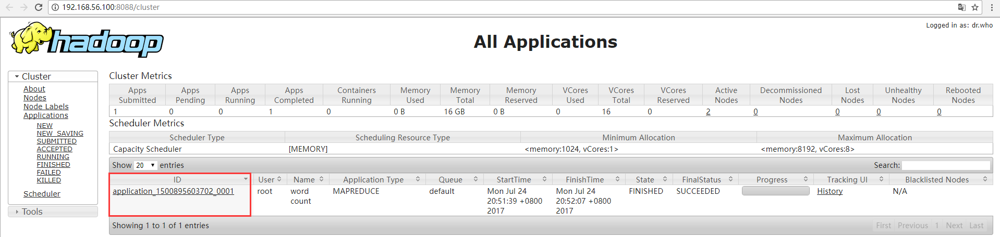 192.168.56.100:8088/cluster
Logged in as: dr.who
hadoop
All Applications
Cluster
About
Nodes
Node Labels
Applications
NEW
NEW_SAVING
SUBMITTED
ACCEPTED
RUNNING
FINISHED
FAILED
KILLED
Scheduler
Tools
Cluster Metrics
Apps Submitted Apps Pending Apps Running Apps Completed Containers Running Memory Used Memory Total Memory Reserved VCores Used VCores Total VCores Reserved Active Nodes Decommissioned Nodes Lost Nodes Unhealthy Nodes Rebooted Nodes
1 0 0 1 0 0 B 16 GB 0 B 0 16 0 2 0 0 0 0
Scheduler Metrics
Scheduler Type Scheduling Resource Type Minimum Allocation Maximum Allocation
Capacity Scheduler [MEMORY] <memory:1024, vCores:1> <memory:8192, vCores:8>
Show 20 entries Search:
ID User Name Application Type Queue StartTime FinishTime State FinalStatus Progress Tracking UI Blacklisted Nodes
application_1500895603702_0001 root word count MAPREDUCE default Mon Jul 24 20:51:39 +0800 2017 Mon Jul 24 20:52:07 +0800 2017 FINISHED SUCCEEDED History N/A
Showing 1 to 1 of 1 entries First Previous 1 Next Last